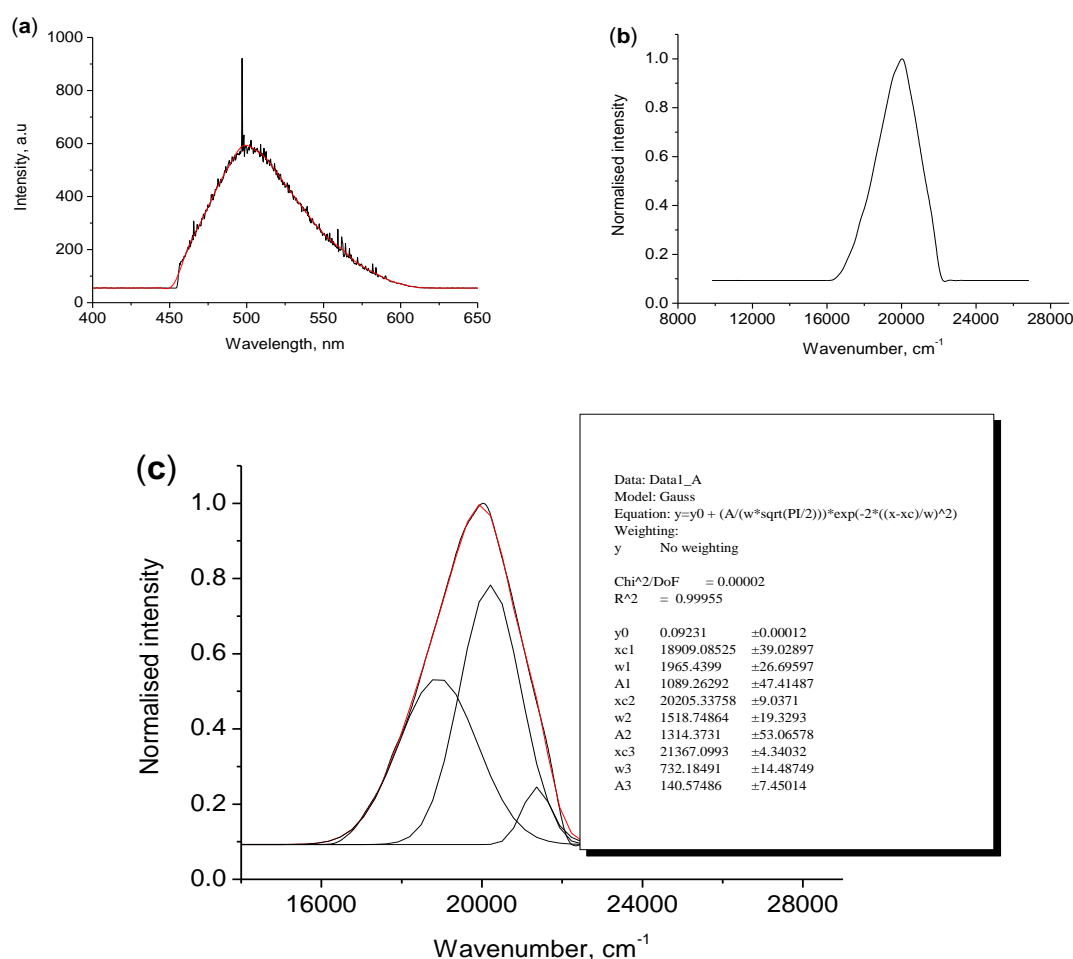 (a)
1000
800
600
400
200
0
400 450 500 550 600 650
Intensity, a.u
Wavelength, nm
(b)
1.0
0.8
0.6
0.4
0.2
0.0
8000 12000 16000 20000 24000 28000
Normalised intensity
Wavenumber, cm⁻¹
(c)
1.0
0.8
0.6
0.4
0.2
0.0
16000 20000 24000 28000
Normalised intensity
Wavenumber, cm⁻¹
Data: Data1_A
Model: Gauss
Equation: y=y0 + (A/(w*sqrt(PI/2)))*exp(-2*((x-xc)/w)^2)
Weighting:
y No weighting
Chi^2/DoF = 0.00002
R^2 = 0.99955
y0 0.09231 ±0.00012
xc1 18909.08525 ±39.02897
w1 1965.4399 ±26.69597
A1 1089.26292 ±47.41487
xc2 20205.33758 ±9.0371
w2 1518.74864 ±19.3293
A2 1314.3731 ±53.06578
xc3 21367.0993 ±4.34032
w3 732.18491 ±14.48749
A3 140.57486 ±7.45014